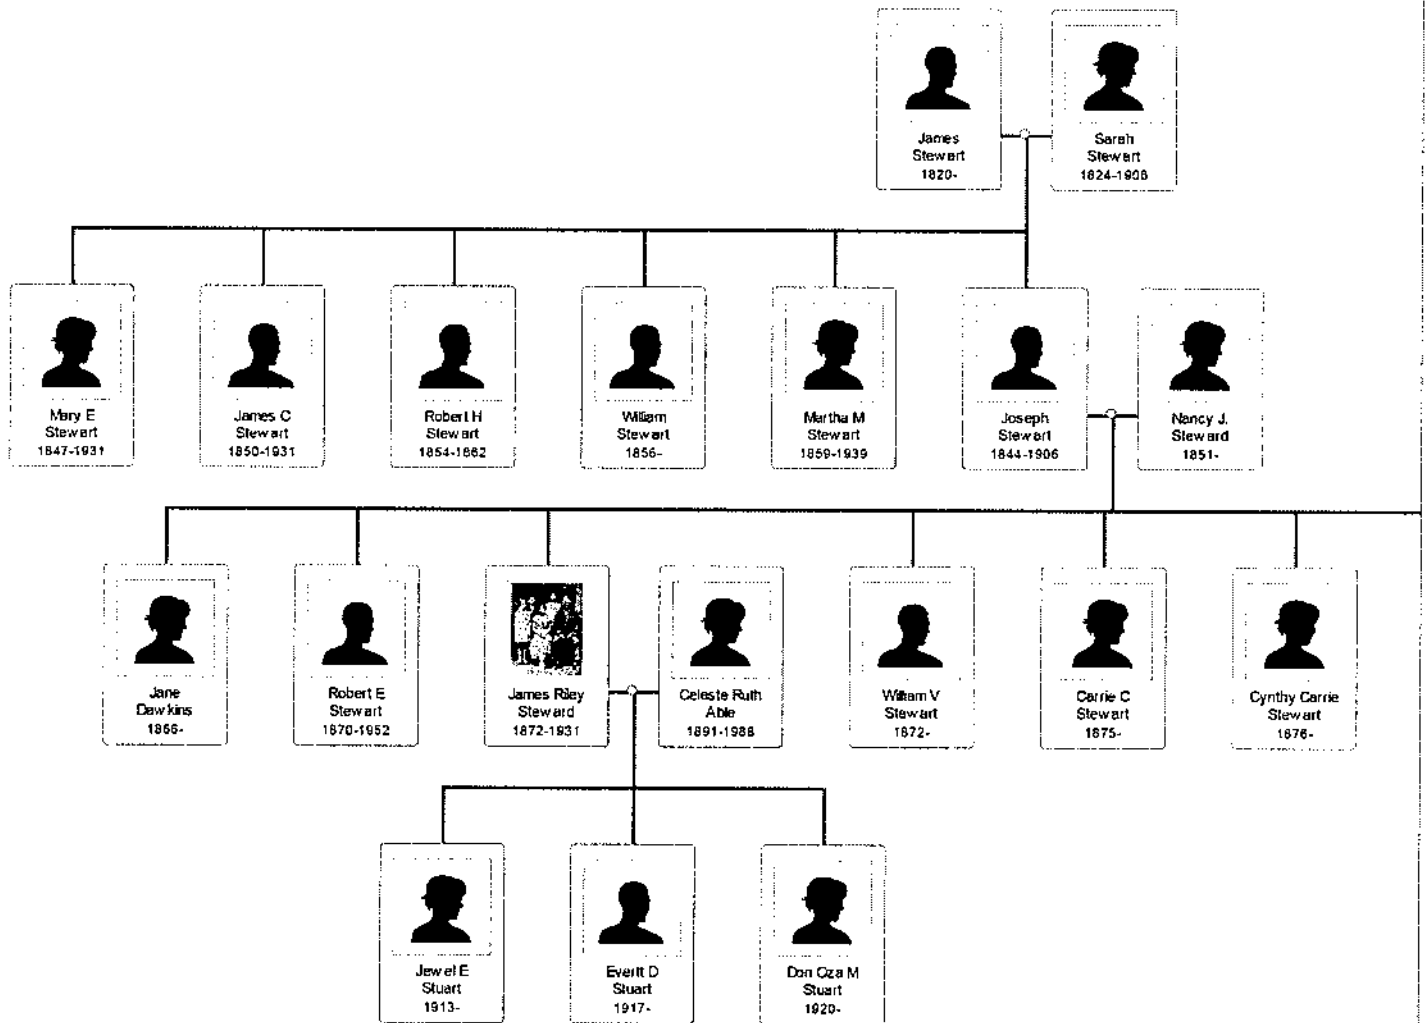 James
Stewart
1820-
Sarah
Stewart
1824-1908
Mary E
Stewart
1847-1931
James C
Stewart
1850-1931
Robert H
Stewart
1854-1862
William
Stewart
1856-
Martha M
Stewart
1859-1939
Joseph
Stewart
1844-1906
Nancy J.
Steward
1851-
Jane
Dawkins
1866-
Robert E
Stewart
1870-1952
James Riley
Steward
1872-1931
Celeste Ruth
Able
1891-1988
William V
Stewart
1872-
Carrie C
Stewart
1875-
Cynthy Carrie
Stewart
1876-
Jewel E
Stuart
1913-
Everitt D
Stuart
1917-
Don Oza M
Stuart
1920-